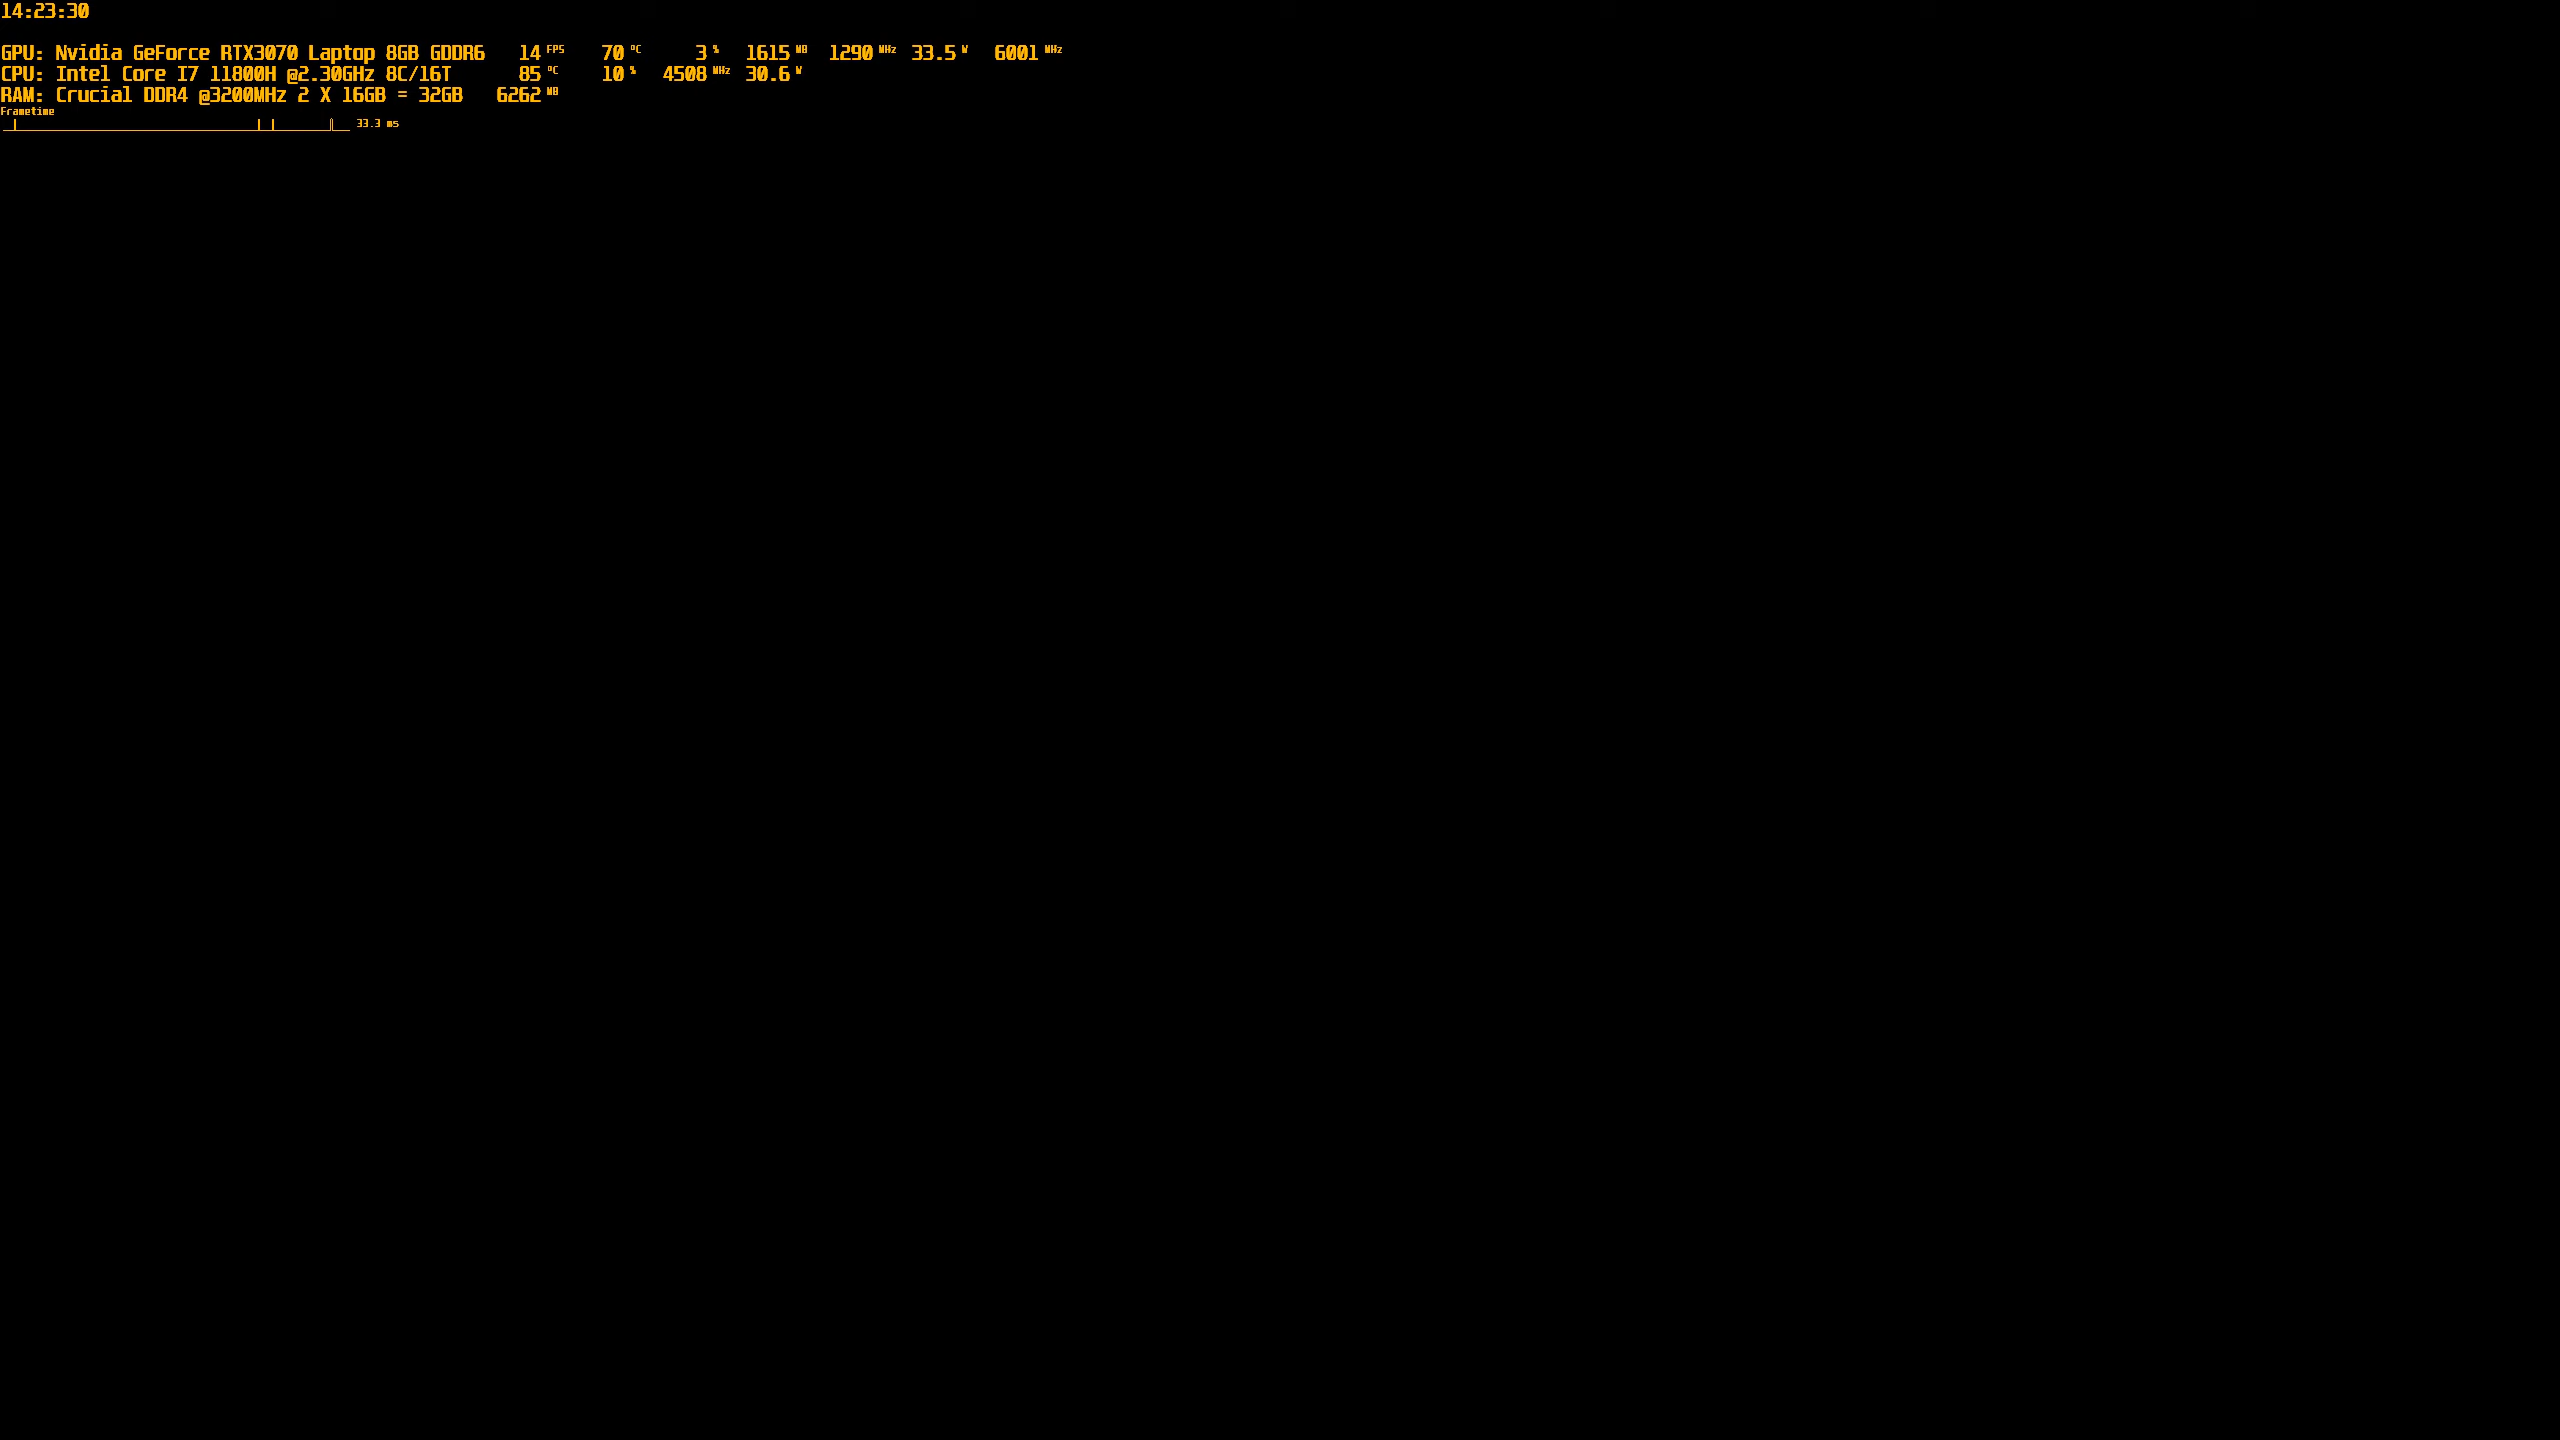 14:23:30
GPU: Nvidia GeForce RTX3070 Laptop 8GB GDDR6 14 FPS 70 °C 3 % 1615 MB 1290 MHz 33.5 W 6001 MHz
CPU: Intel Core I7 11800H @2.30GHz 8C/16T 85 °C 10 % 4508 MHz 30.6 W
RAM: Crucial DDR4 @3200MHz 2 X 16GB = 32GB 6262 MB
Frametime
33.3 ms